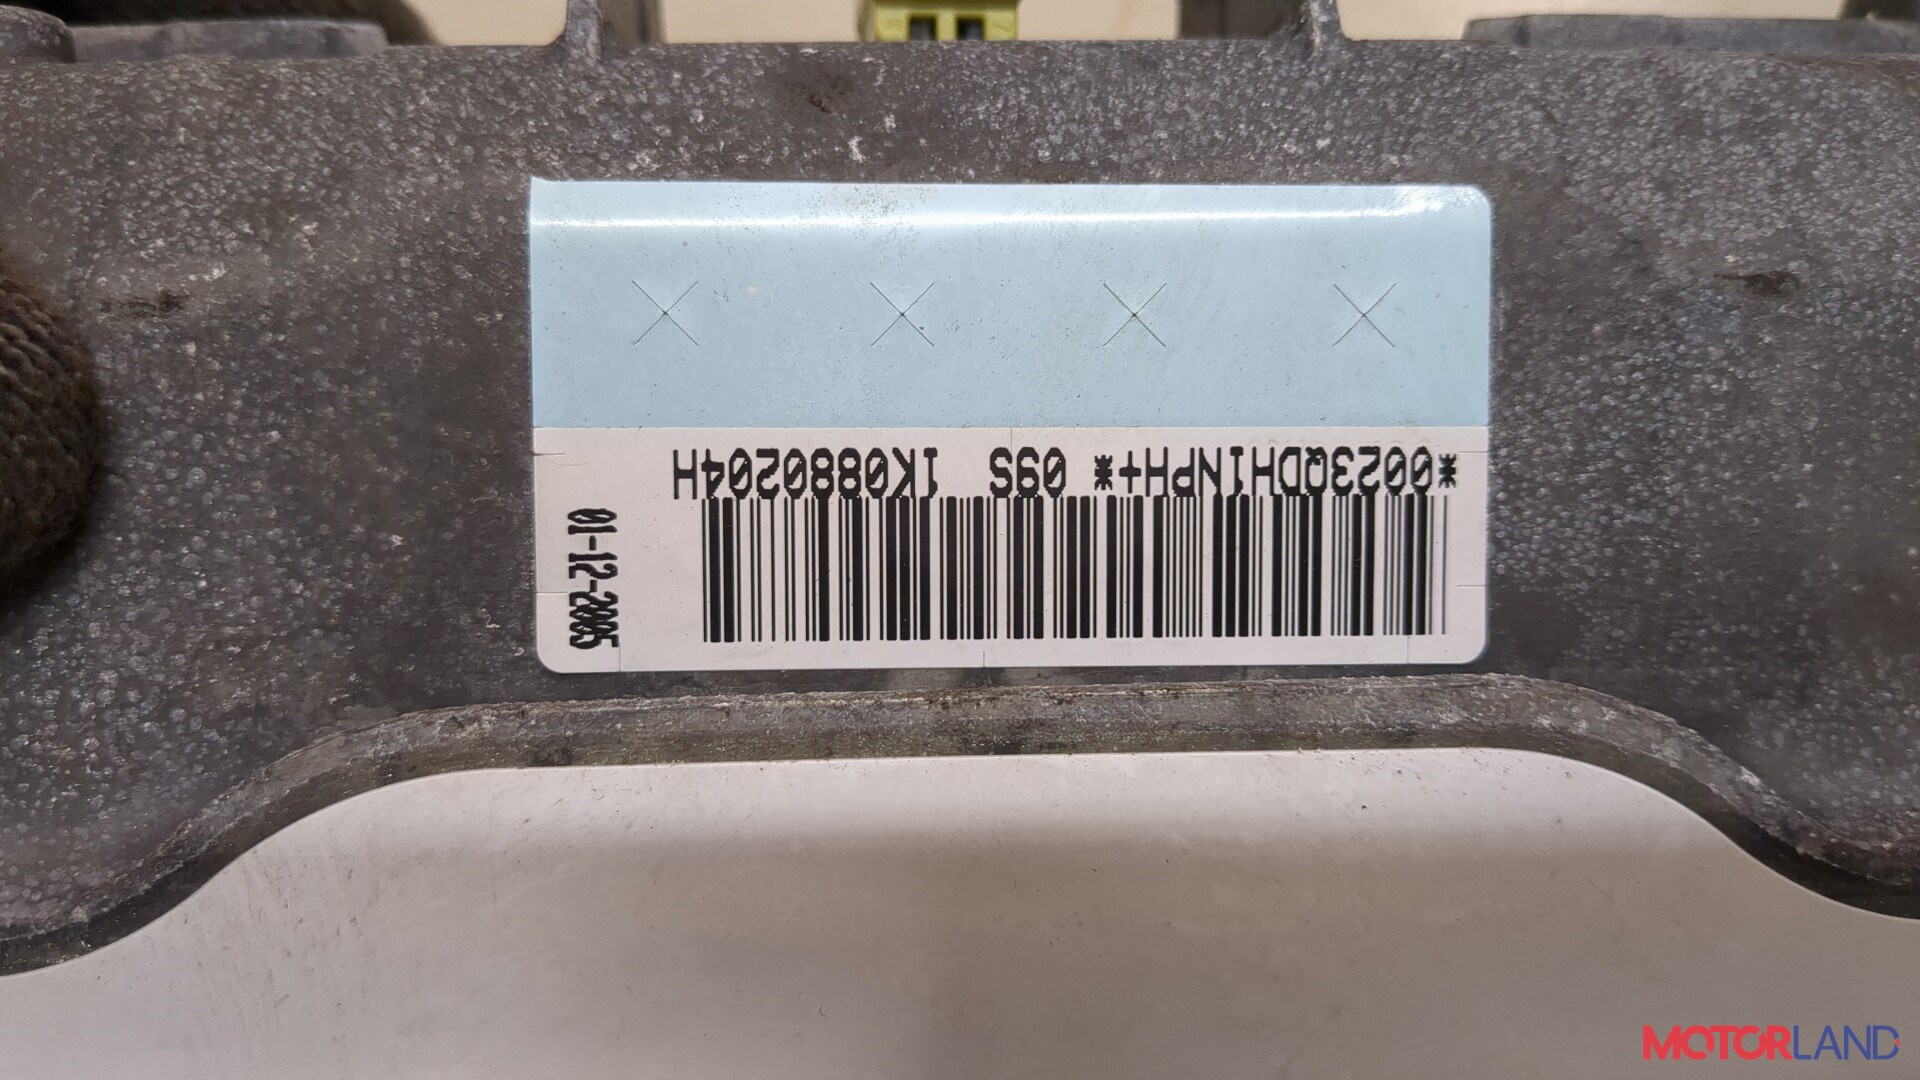 *0023QDH1NPH+* 09S 1K0880204H
01-12-2005
MOTORLAND